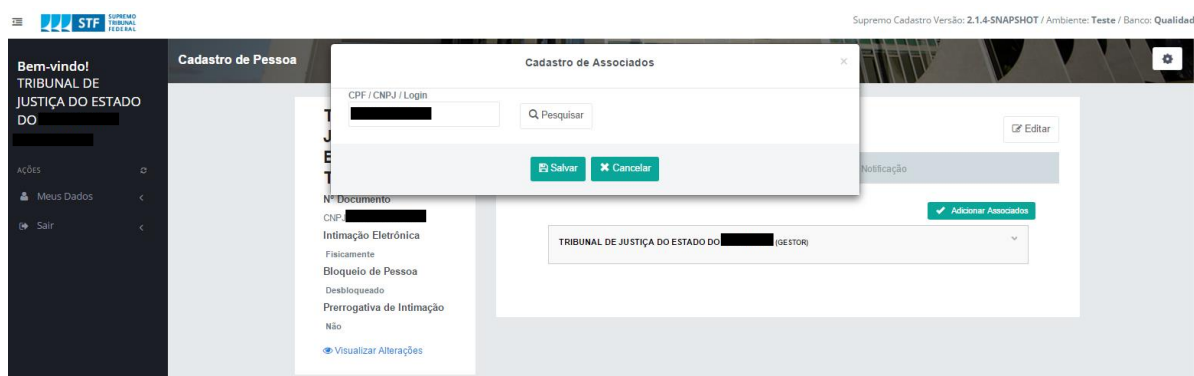 STF SUPREMO
TRIBUNAL
FEDERAL
Supremo Cadastro Versão: 2.1.4-SNAPSHOT / Ambiente: Teste / Banco: Qualidad
Bem-vindo!
TRIBUNAL DE
JUSTIÇA DO ESTADO
DO
AÇÕES
Meus Dados
Sair
Cadastro de Pessoa
Cadastro de Associados
×
CPF / CNPJ / Login
Pesquisar
Salvar
Cancelar
T
J
E
T
Nº Documento
CNPJ
Intimação Eletrônica
Fisicamente
Bloqueio de Pessoa
Desbloqueado
Prerrogativa de Intimação
Não
Visualizar Alterações
Editar
Notificação
Adicionar Associados
TRIBUNAL DE JUSTIÇA DO ESTADO DO (GESTOR)